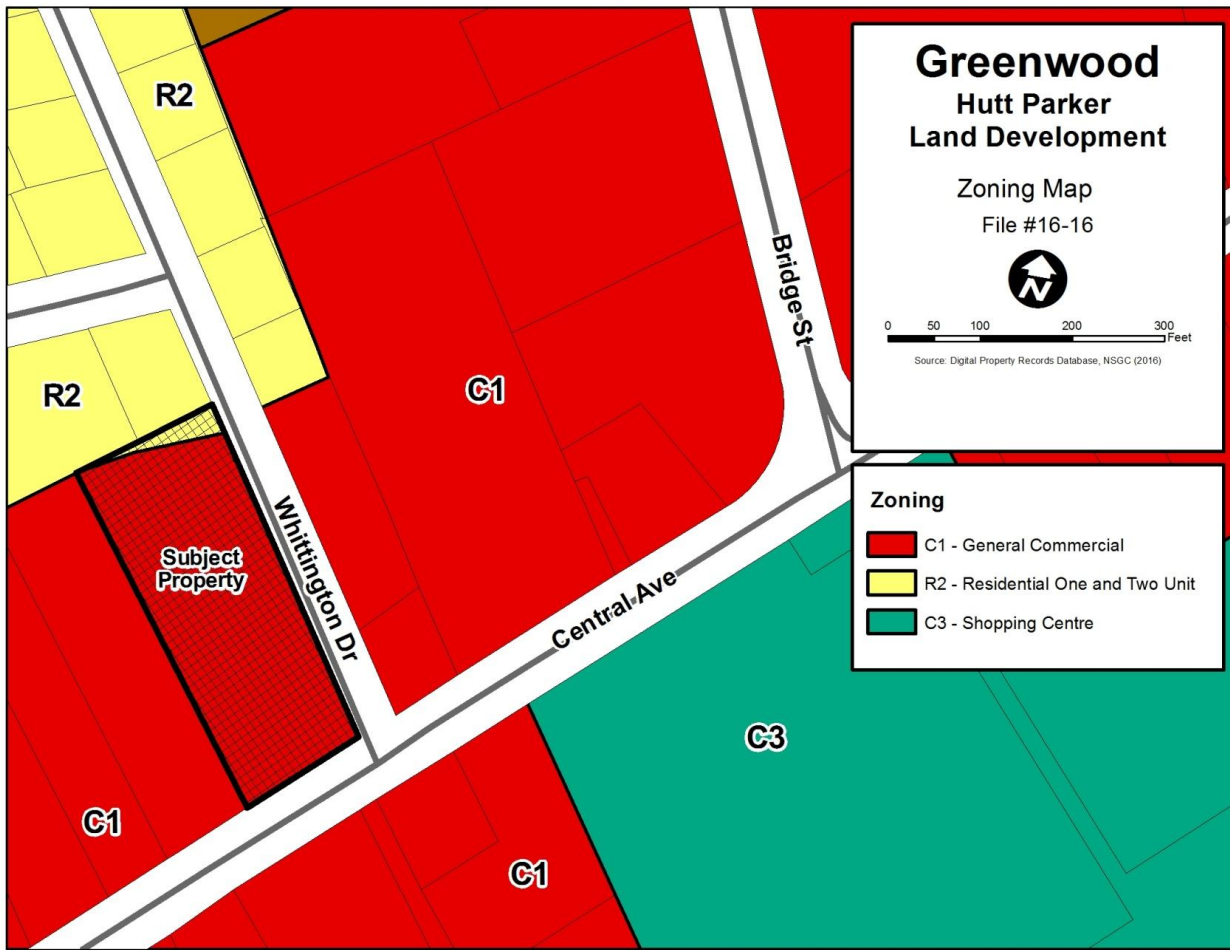 Greenwood
Hutt Parker
Land Development
Zoning Map
File #16-16
N
0 50 100 200 300
Feet
Source: Digital Property Records Database, NSGC (2016)
Zoning
C1 - General Commercial
R2 - Residential One and Two Unit
C3 - Shopping Centre
R2
R2
C1
Bridge St
Whittington Dr
Subject
Property
Central Ave
C3
C1
C1